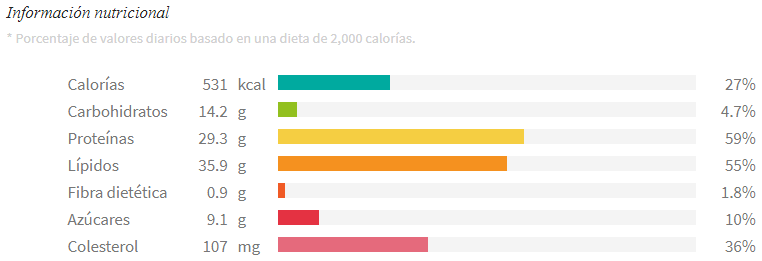 Información nutricional
* Porcentaje de valores diarios basado en una dieta de 2,000 calorías.
Calorías 531 kcal 27%
Carbohidratos 14.2 g 4.7%
Proteínas 29.3 g 59%
Lípidos 35.9 g 55%
Fibra dietética 0.9 g 1.8%
Azúcares 9.1 g 10%
Colesterol 107 mg 36%